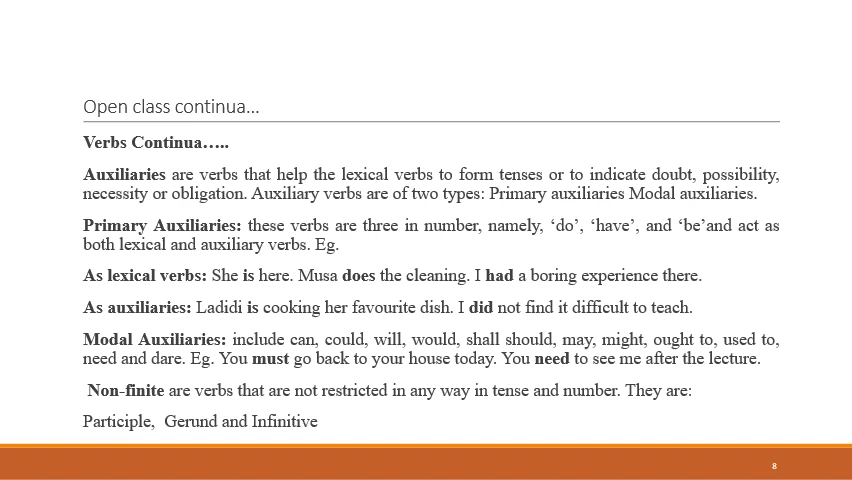 Open class continua…
Verbs Continua…..
Auxiliaries are verbs that help the lexical verbs to form tenses or to indicate doubt, possibility,
necessity or obligation. Auxiliary verbs are of two types: Primary auxiliaries Modal auxiliaries.
Primary Auxiliaries: these verbs are three in number, namely, ‘do’, ‘have’, and ‘be’and act as
both lexical and auxiliary verbs. Eg.
As lexical verbs: She is here. Musa does the cleaning. I had a boring experience there.
As auxiliaries: Ladidi is cooking her favourite dish. I did not find it difficult to teach.
Modal Auxiliaries: include can, could, will, would, shall should, may, might, ought to, used to,
need and dare. Eg. You must go back to your house today. You need to see me after the lecture.
Non-finite are verbs that are not restricted in any way in tense and number. They are:
Participle, Gerund and Infinitive
8